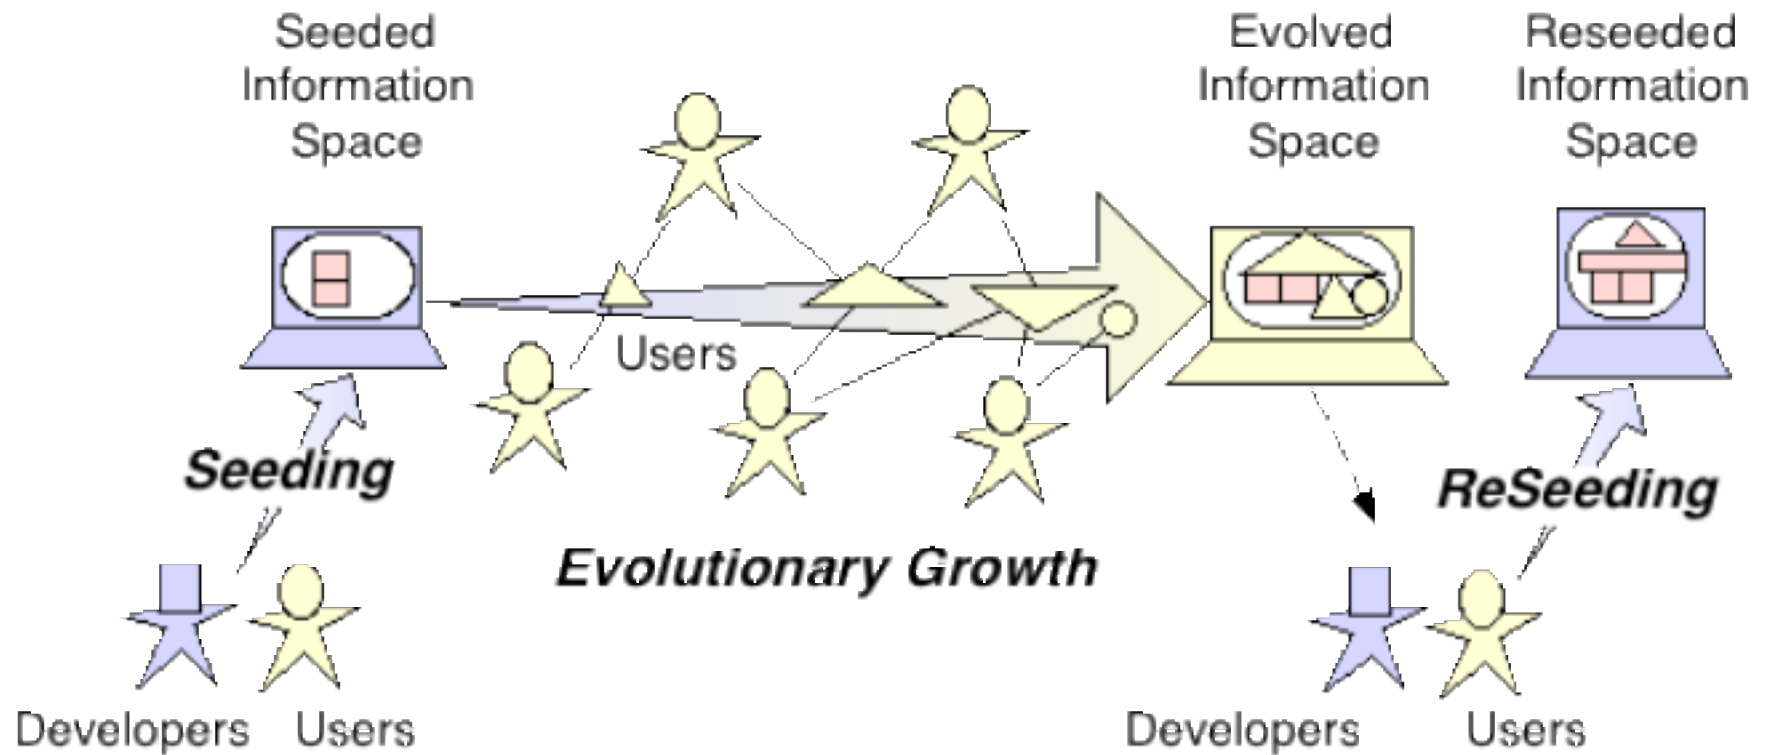 Seeded
Information
Space
Evolved
Information
Space
Reseeded
Information
Space
Users
Seeding
ReSeeding
Evolutionary Growth
Developers
Users
Developers
Users